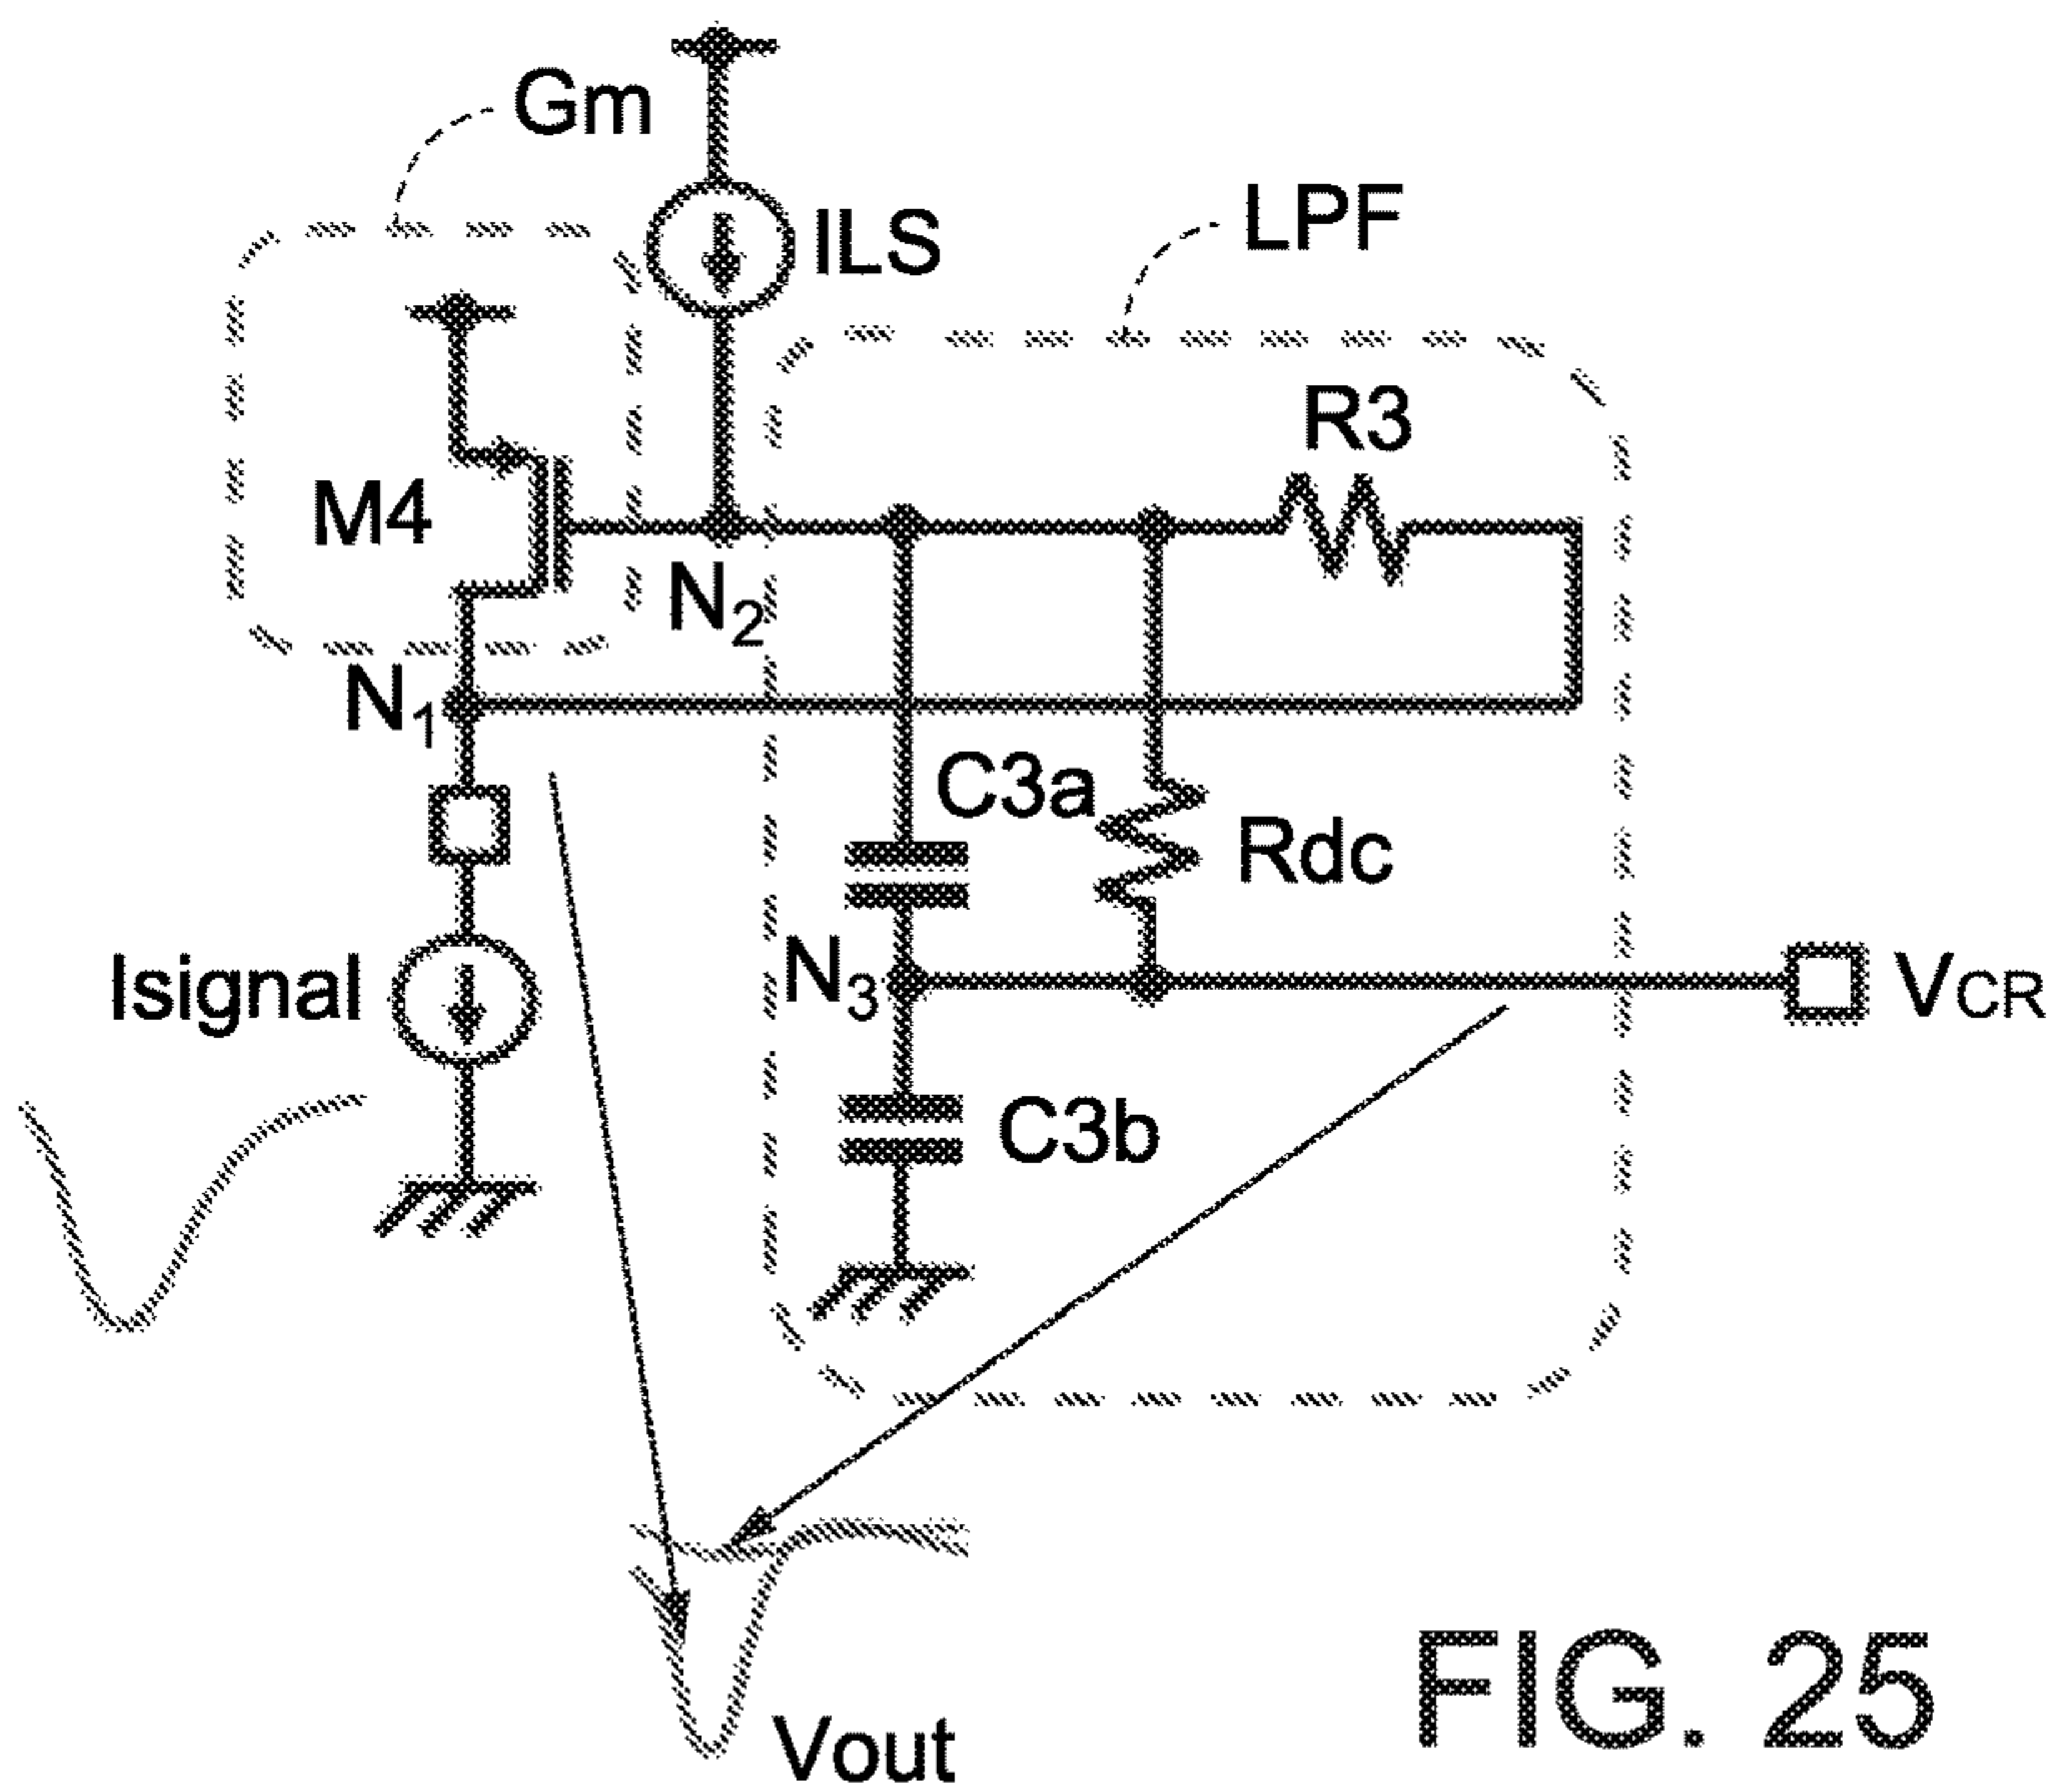 Gm
ILS
LPF
R3
M4
N2
N1
C3a
Rdc
N3
Isignal
VCR
C3b
Vout
FIG. 25